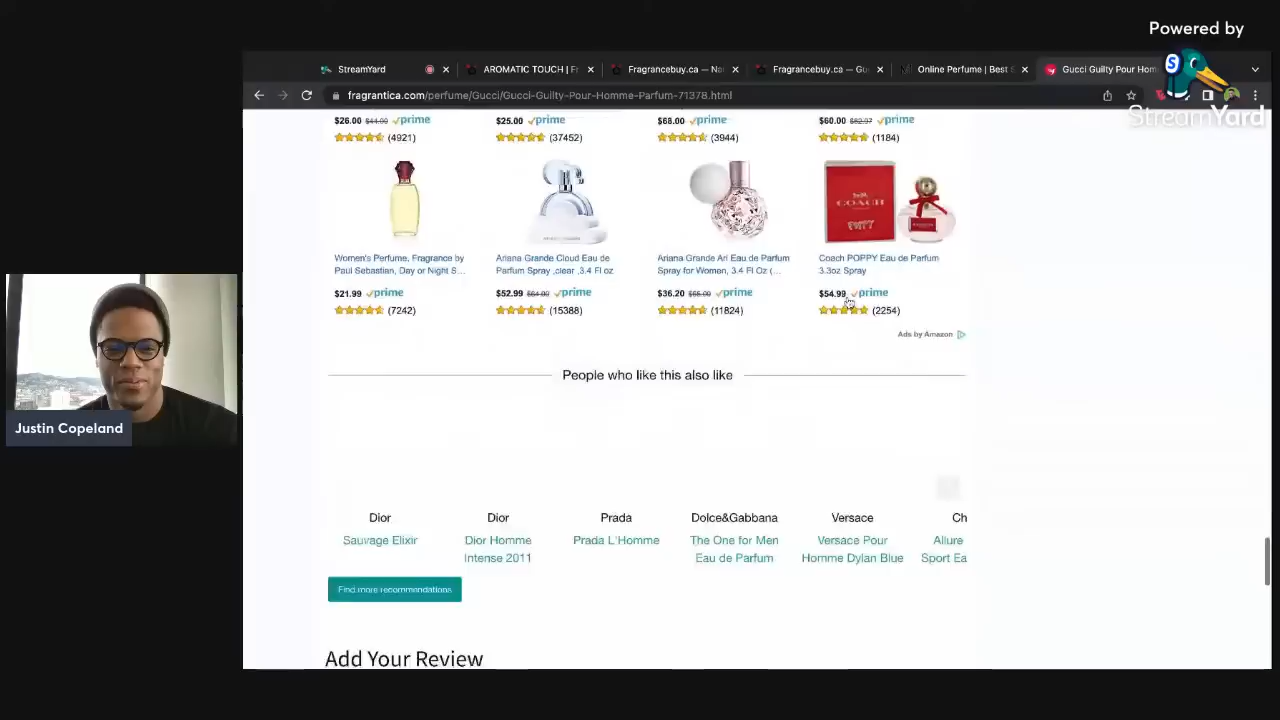 Powered by
StreamYard
StreamYard
AROMATIC TOUCH | Fr
Fragrancebuy.ca — Na
Fragrancebuy.ca — Gu
Online Perfume | Best S
Gucci Guilty Pour Hom
fragrantica.com/perfume/Gucci/Gucci-Guilty-Pour-Homme-Parfum-71378.html
$26.00 $44.00 prime
$25.00 prime
$68.00 prime
$60.00 $82.97 prime
(4921)
(37452)
(3944)
(1184)
COACH
POPPY
Women's Perfume, Fragrance by
Paul Sebastian, Day or Night S...
Ariana Grande Cloud Eau de
Parfum Spray ,clear ,3.4 Fl oz
Ariana Grande Ari Eau de Parfum
Spray for Women, 3.4 Fl Oz (...
Coach POPPY Eau de Parfum
3.3oz Spray
$21.99 prime
$52.99 $64.00 prime
$36.20 $68.00 prime
$54.99 prime
(7242)
(15388)
(11824)
(2254)
Ads by Amazon
Justin Copeland
People who like this also like
Dior
Sauvage Elixir
Dior
Dior Homme
Intense 2011
Prada
Prada L'Homme
Dolce&Gabbana
The One for Men
Eau de Parfum
Versace
Versace Pour
Homme Dylan Blue
Ch
Allure
Sport Ea
Find more recommendations
Add Your Review